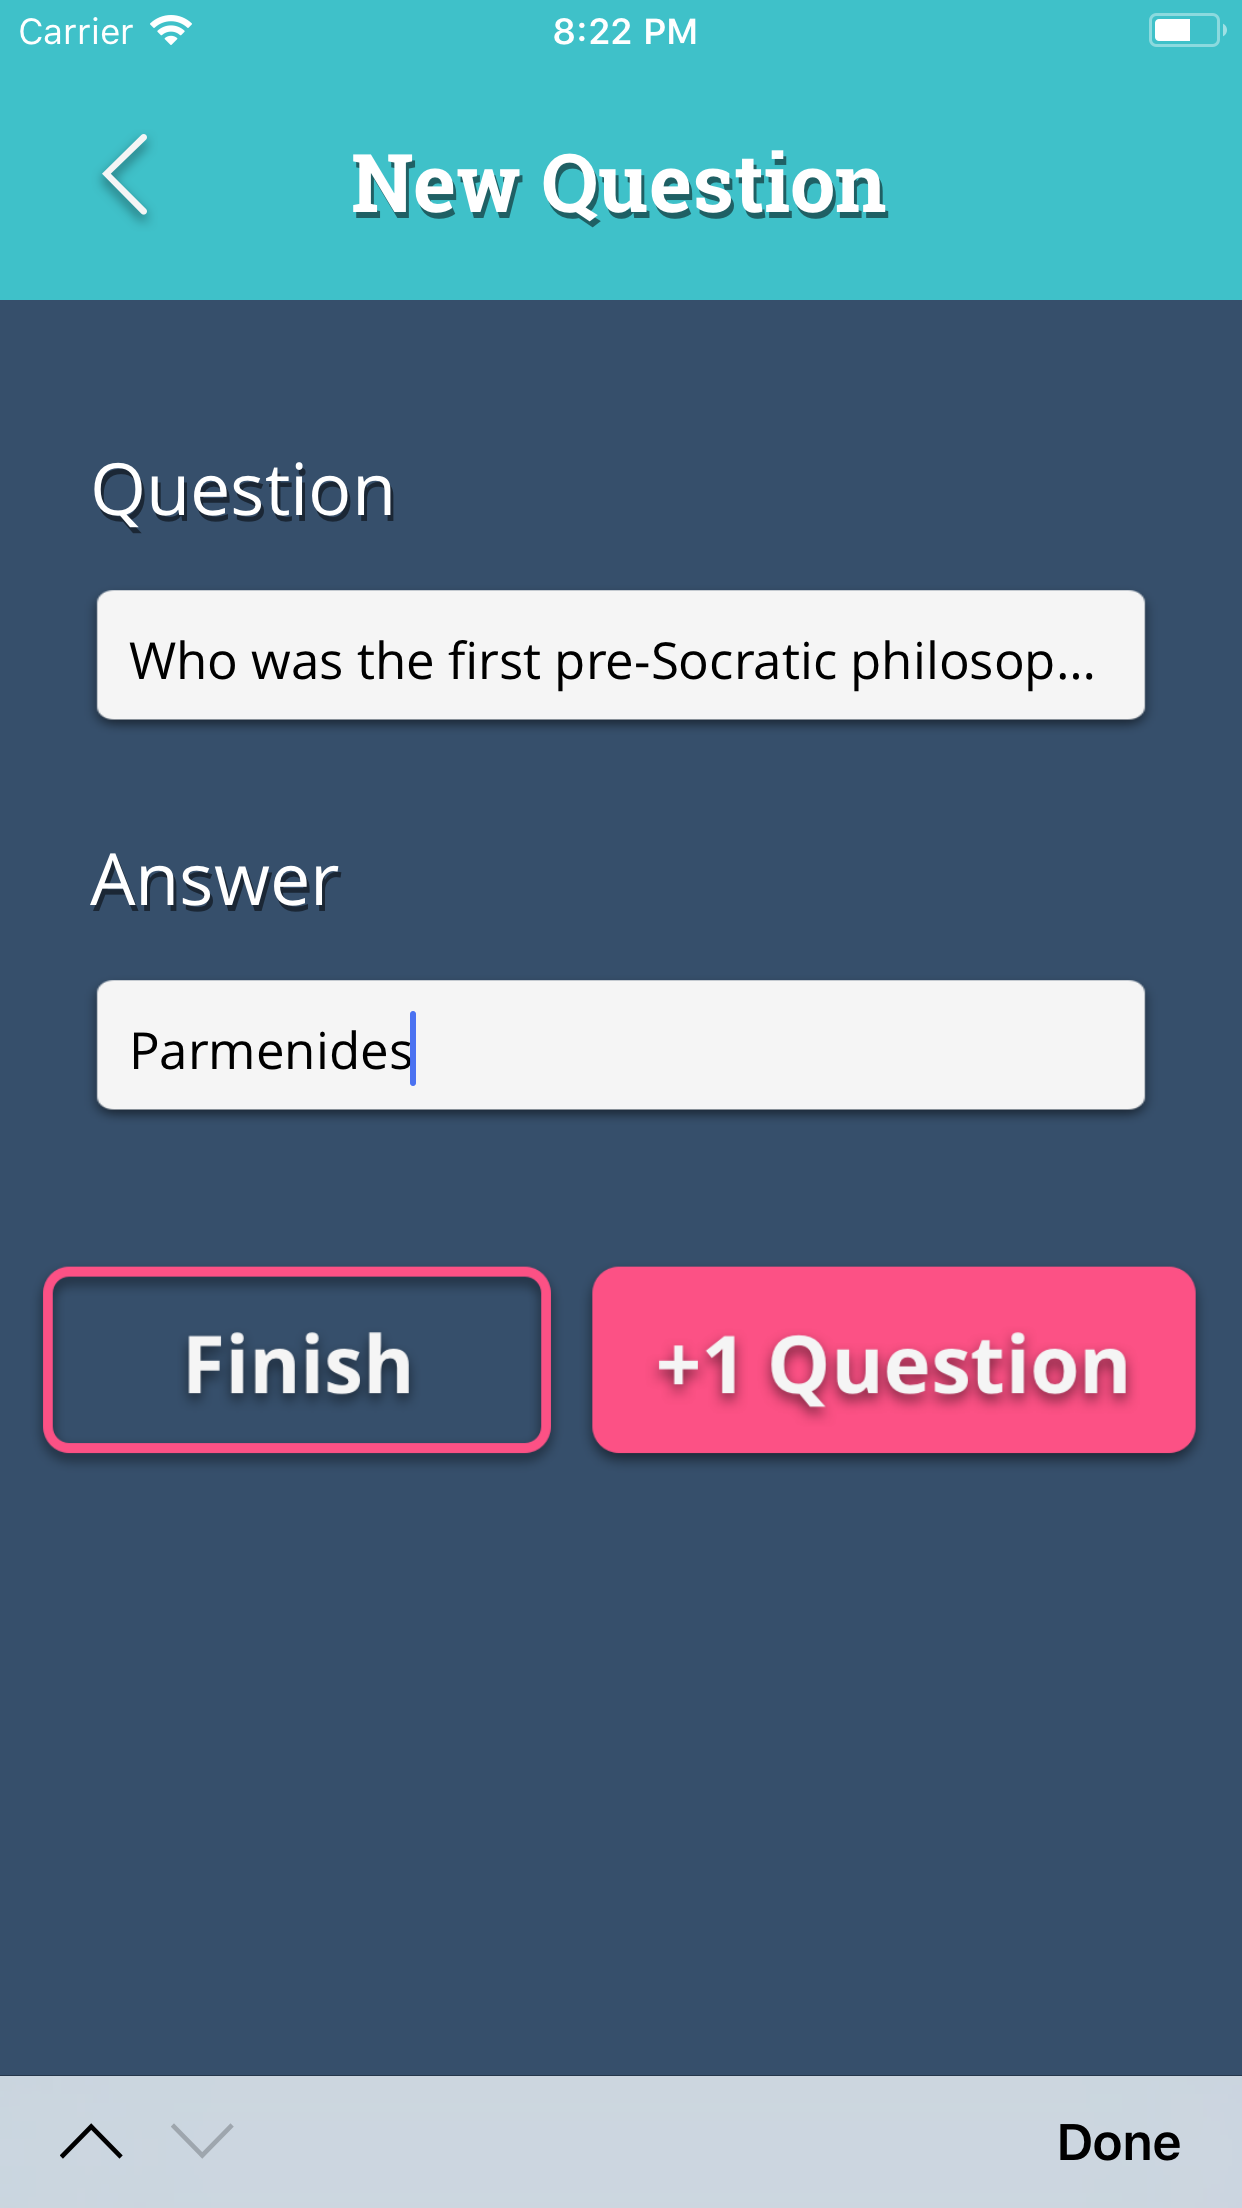 Carrier 8:22 PM
New Question
Question
Who was the first pre-Socratic philosop...
Answer
Parmenides
Finish +1 Question
Done